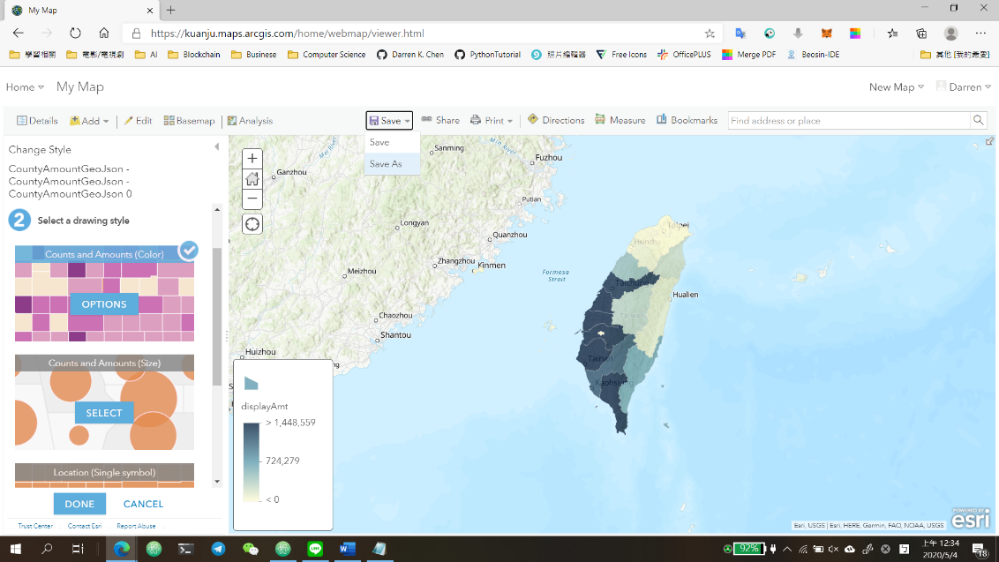 My Map
https://kuanju.maps.arcgis.com/home/webmap/viewer.html
學習相關
電影/電視劇
AI
Blockchain
Businese
Computer Science
Darren K. Chen
PythonTutorial
照片編輯器
Free Icons
OfficePLUS
Merge PDF
Beosin-IDE
其他 [我的最愛]
Home
My Map
New Map
Darren
Details
Add
Edit
Basemap
Analysis
Save
Share
Print
Directions
Measure
Bookmarks
Find address or place
Save
Save As
Change Style
CountyAmountGeoJson -
CountyAmountGeoJson -
CountyAmountGeoJson 0
2
Select a drawing style
Counts and Amounts (Color)
OPTIONS
Counts and Amounts (Size)
SELECT
Location (Single symbol)
DONE
CANCEL
Trust Center
Contact Esri
Report Abuse
Mei River
Min River
Sanming
Fuzhou
Ganzhou
Putian
Longyan
Quanzhou
Zhangzhou
Kinmen
Meizhou
Formosa
Strait
Chaozhou
Shantou
Huizhou
Taipei
Hsinchu
Taichung
Hualien
Taiwan
Tainan
Kaohsiung
displayAmt
> 1,448,559
724,279
< 0
POWERED BY
esri
Esri, USGS | Esri, HERE, Garmin, FAO, NOAA, USGS
92%
上午 12:34
2020/5/4
18